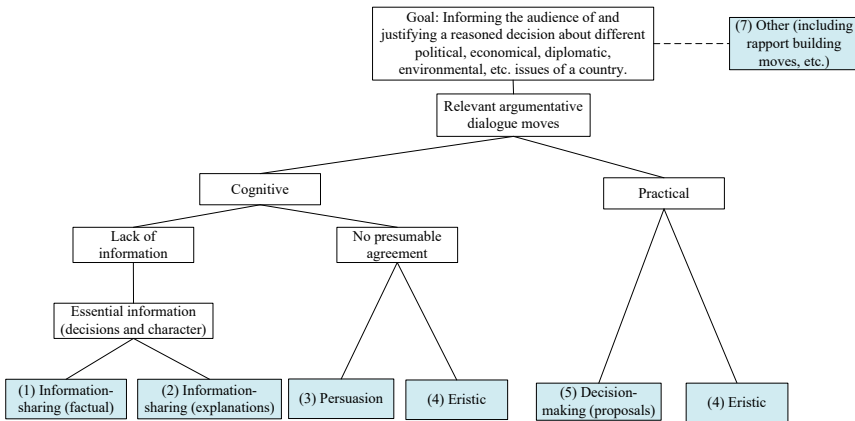 Goal: Informing the audience of and
justifying a reasoned decision about different
political, economical, diplomatic,
environmental, etc. issues of a country.
(7) Other (including
rapport building
moves, etc.)
Relevant argumentative
dialogue moves
Cognitive
Practical
Lack of
information
No presumable
agreement
Essential information
(decisions and character)
(1) Information-
sharing (factual)
(2) Information-
sharing (explanations)
(3) Persuasion
(4) Eristic
(5) Decision-
making (proposals)
(4) Eristic